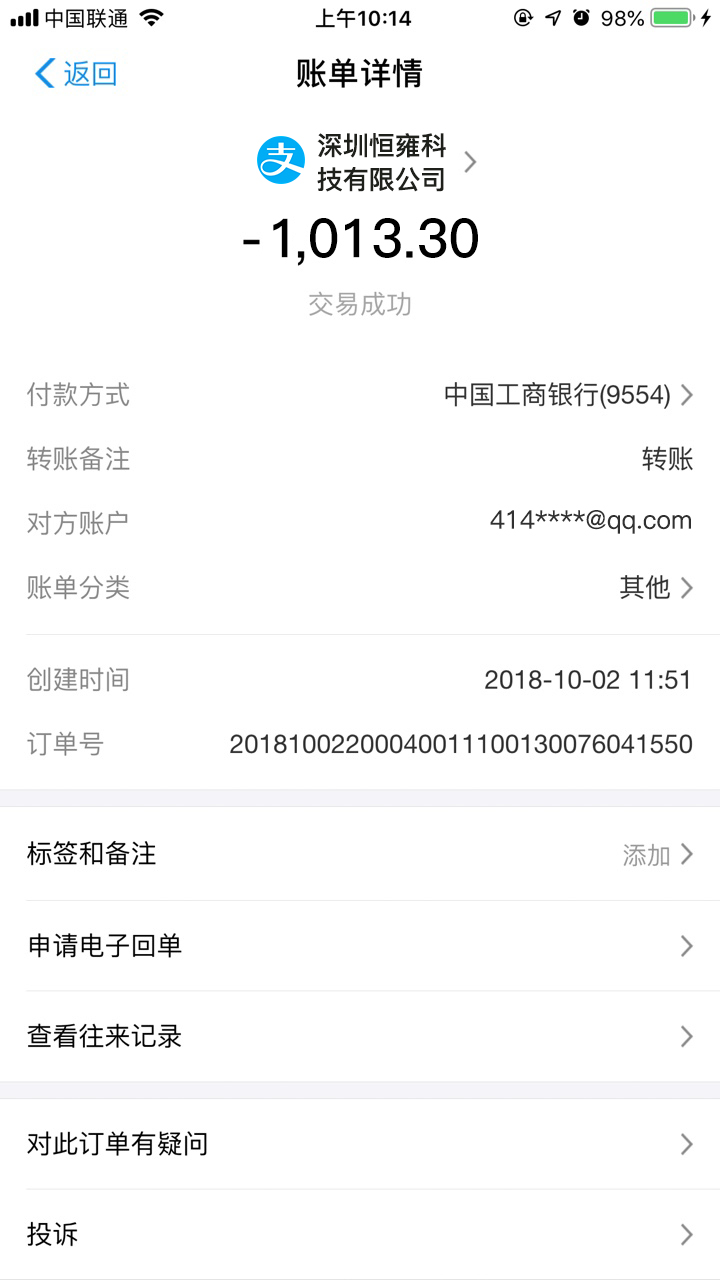 中国联通 上午10:14 98%
返回 账单详情
支 深圳恒雍科
技有限公司
-1,013.30
交易成功
付款方式 中国工商银行(9554)
转账备注 转账
对方账户 414****@qq.com
账单分类 其他
创建时间 2018-10-02 11:51
订单号 20181002200040011100130076041550
标签和备注 添加
申请电子回单
查看往来记录
对此订单有疑问
投诉